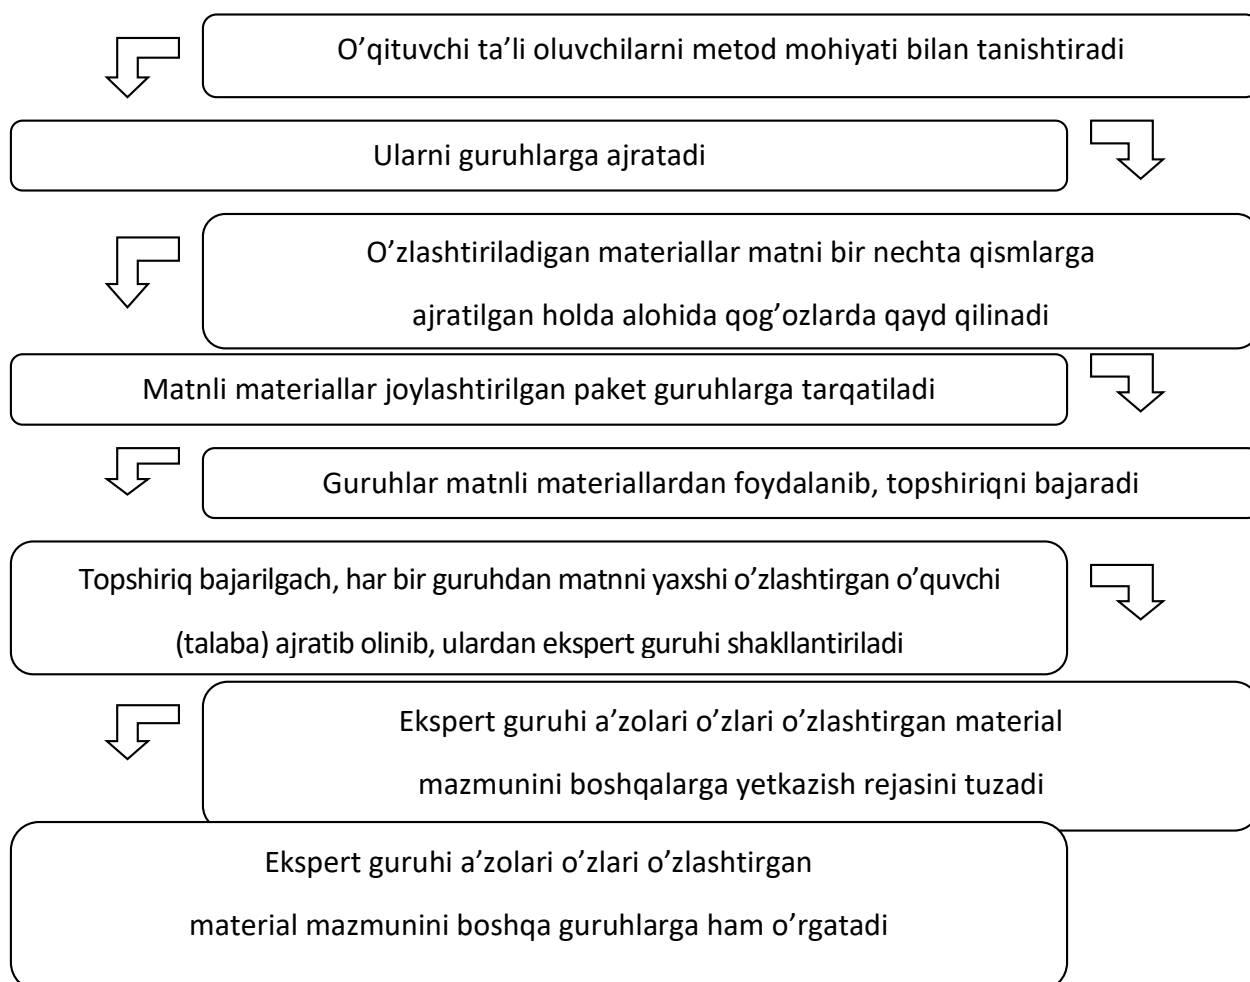 O’qituvchi ta’li oluvchilarni metod mohiyati bilan tanishtiradi
Ularni guruhlarga ajratadi
O’zlashtiriladigan materiallar matni bir nechta qismlarga
ajratilgan holda alohida qog’ozlarda qayd qilinadi
Matnli materiallar joylashtirilgan paket guruhlarga tarqatiladi
Guruhlar matnli materiallardan foydalanib, topshiriqni bajaradi
Topshiriq bajarilgach, har bir guruhdan matnni yaxshi o’zlashtirgan o’quvchi
(talaba) ajratib olinib, ulardan ekspert guruhi shakllantiriladi
Ekspert guruhi a’zolari o’zlari o’zlashtirgan material
mazmunini boshqalarga yetkazish rejasini tuzadi
Ekspert guruhi a’zolari o’zlari o’zlashtirgan
material mazmunini boshqa guruhlarga ham o’rgatadi